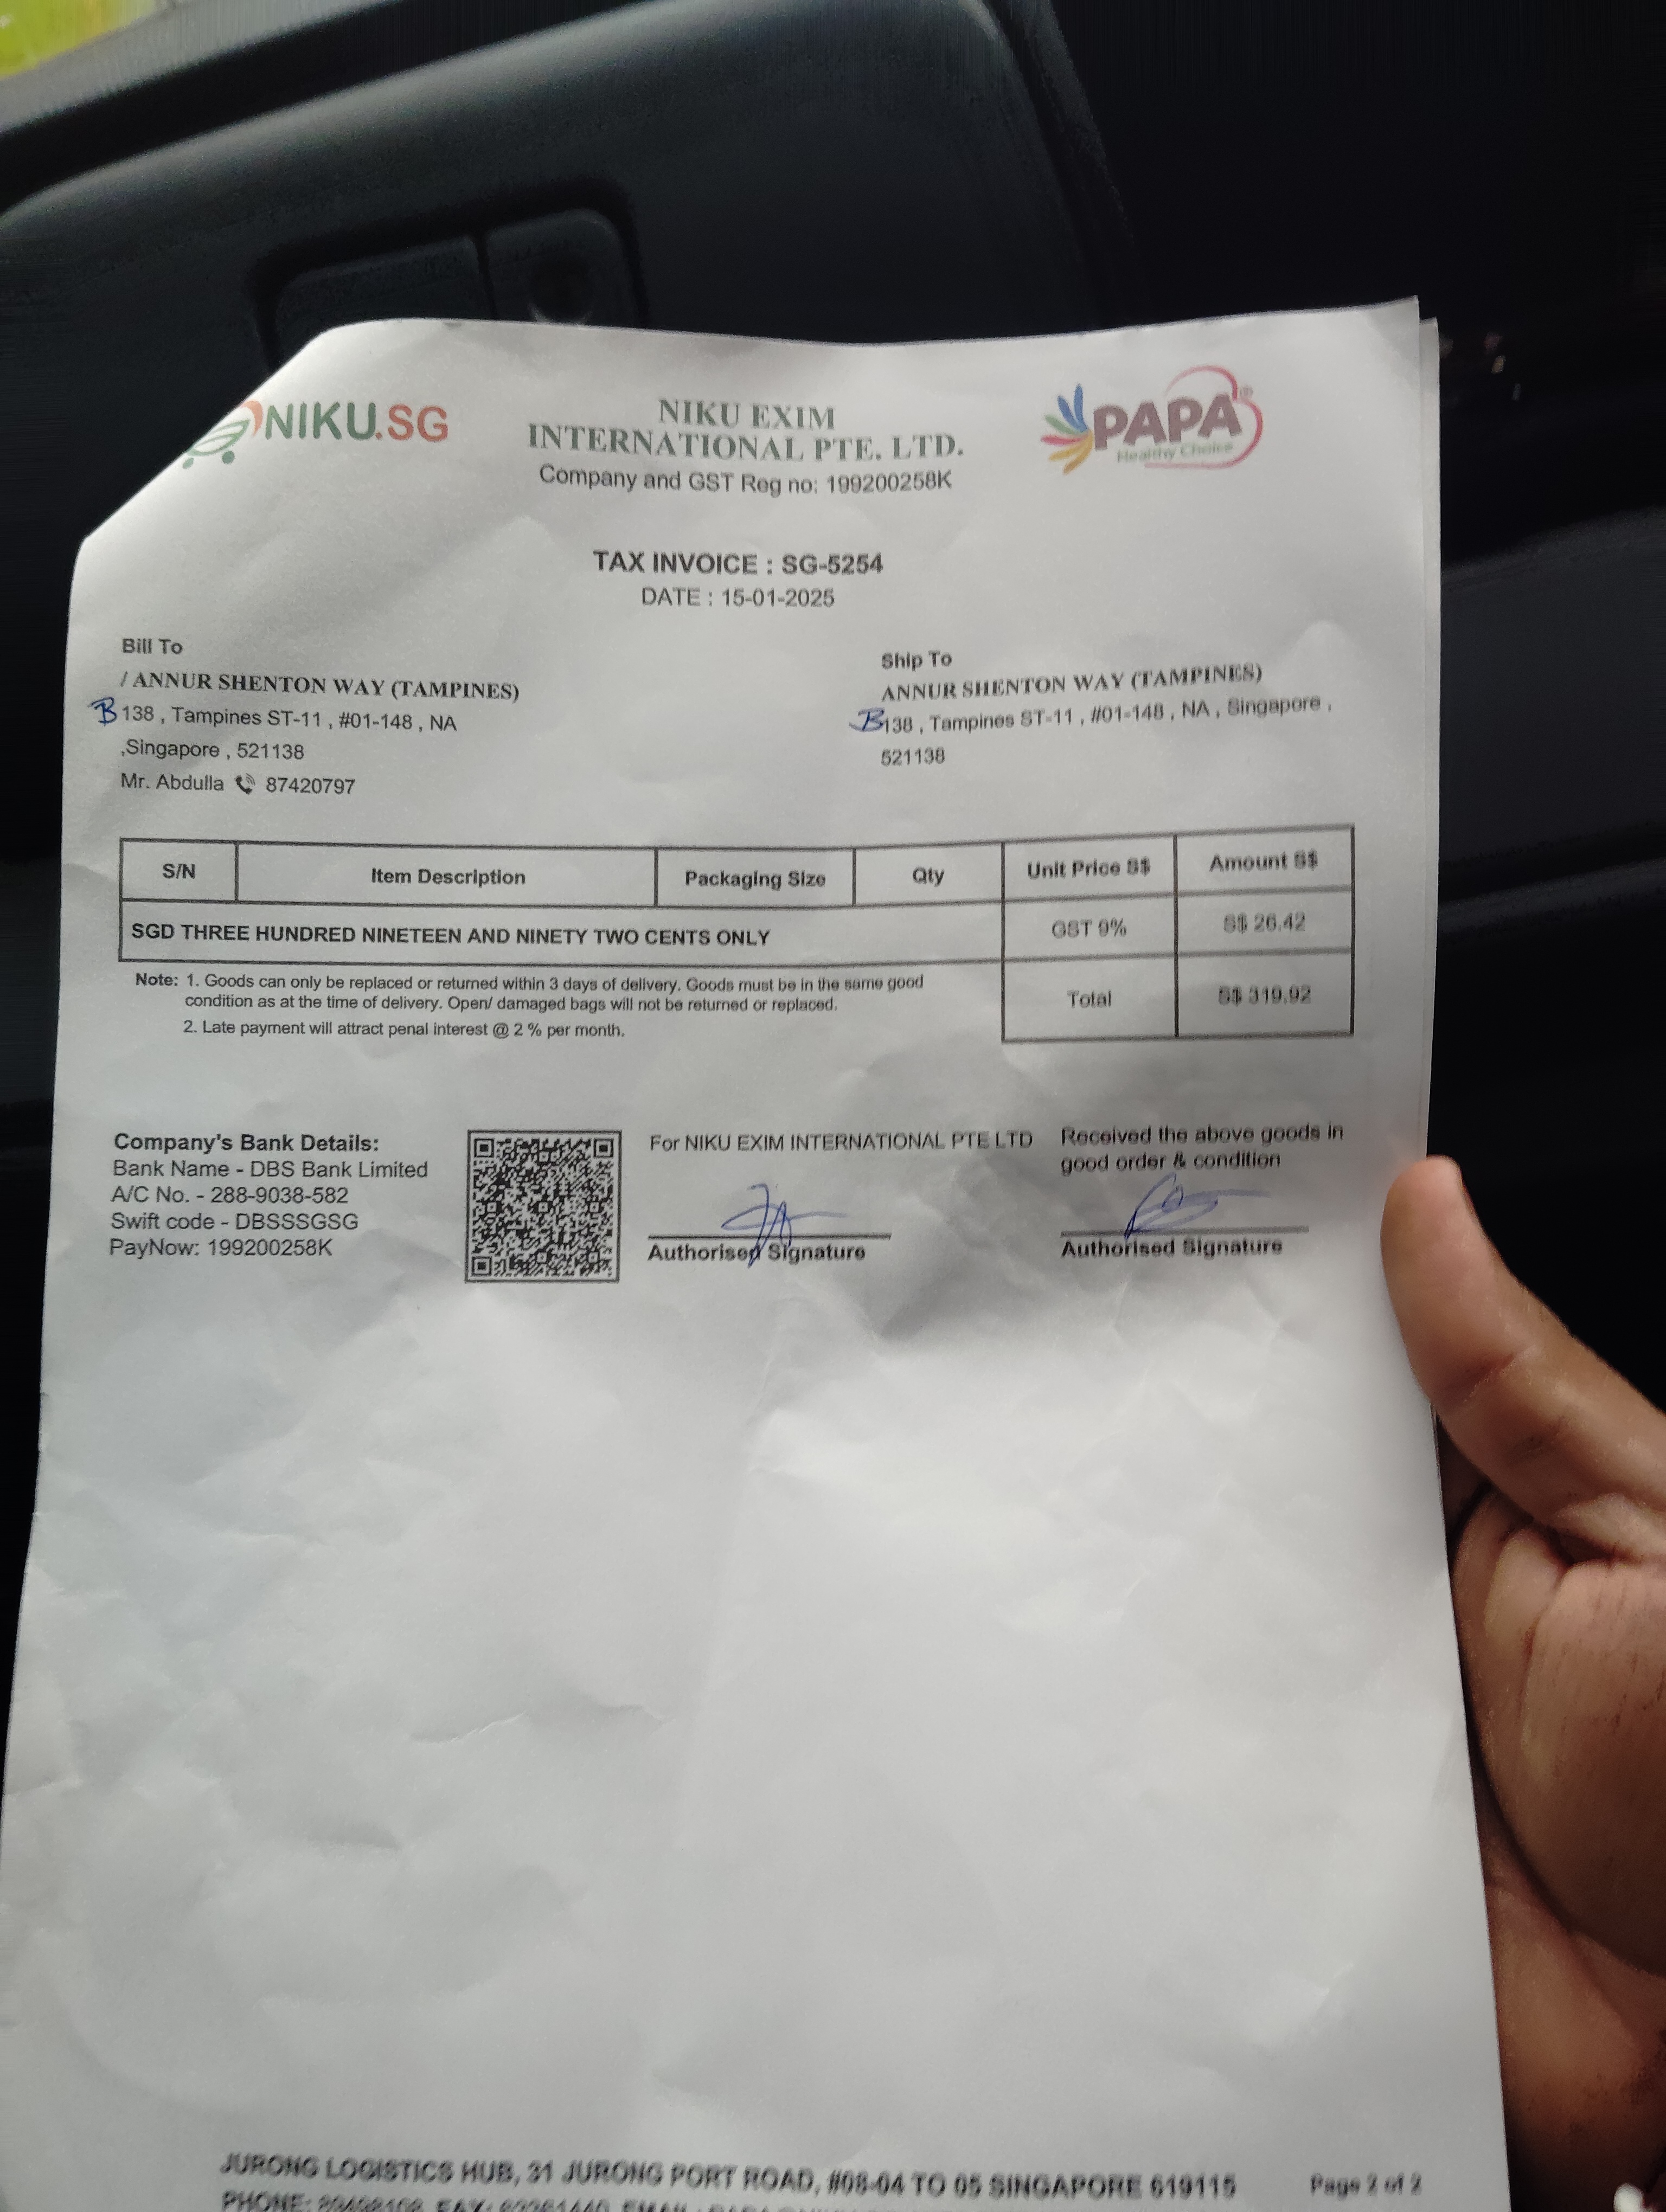 NIKU.SG
NIKU EXIM
INTERNATIONAL PTE. LTD.
Company and GST Reg no: 199200258K
PAPA®
Healthy Choice
TAX INVOICE : SG-5254
DATE : 15-01-2025
Bill To
/ ANNUR SHENTON WAY (TAMPINES)
B 138 , Tampines ST-11 , #01-148 , NA
,Singapore , 521138
Mr. Abdulla 87420797
Ship To
ANNUR SHENTON WAY (TAMPINES)
B 138 , Tampines ST-11 , #01-148 , NA , Singapore ,
521138
S/N Item Description Packaging Size Qty Unit Price S$ Amount S$
SGD THREE HUNDRED NINETEEN AND NINETY TWO CENTS ONLY GST 9% S$ 26.42
Total S$ 319.92
Note: 1. Goods can only be replaced or returned within 3 days of delivery. Goods must be in the same good
condition as at the time of delivery. Open/ damaged bags will not be returned or replaced.
2. Late payment will attract penal interest @ 2 % per month.
Company's Bank Details:
Bank Name - DBS Bank Limited
A/C No. - 288-9038-582
Swift code - DBSSSGSG
PayNow: 199200258K
For NIKU EXIM INTERNATIONAL PTE LTD
Authorised Signature
Received the above goods in
good order & condition
Authorised Signature
JURONG LOGISTICS HUB, 31 JURONG PORT ROAD, #08-04 TO 05 SINGAPORE 619115
Page 2 of 2
PHONE: